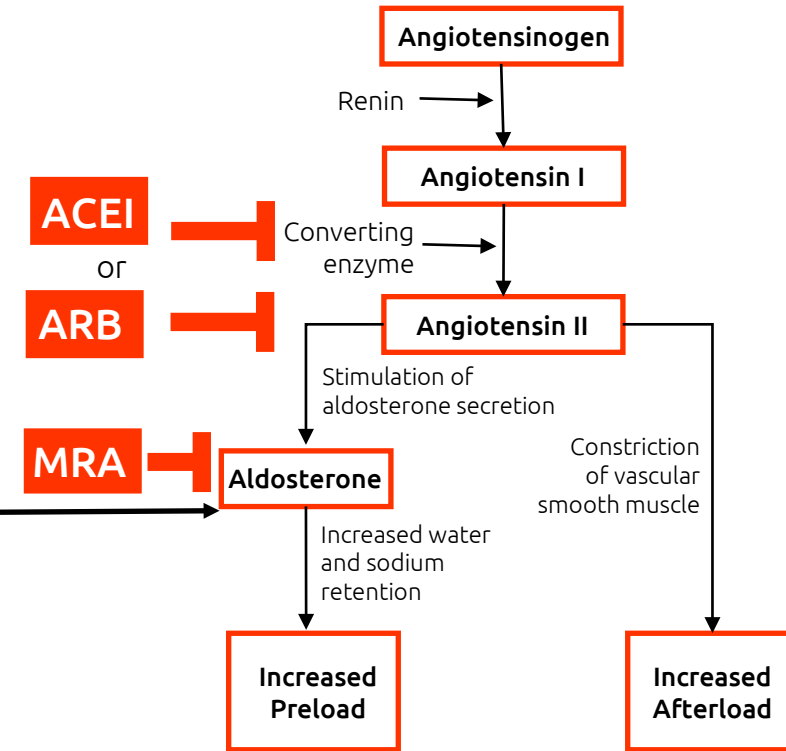 Angiotensinogen
Renin
Angiotensin I
ACEI
Converting
enzyme
or
ARB
Angiotensin II
Stimulation of
aldosterone secretion
MRA
Aldosterone
Constriction
of vascular
smooth muscle
Increased water
and sodium
retention
Increased
Preload
Increased
Afterload